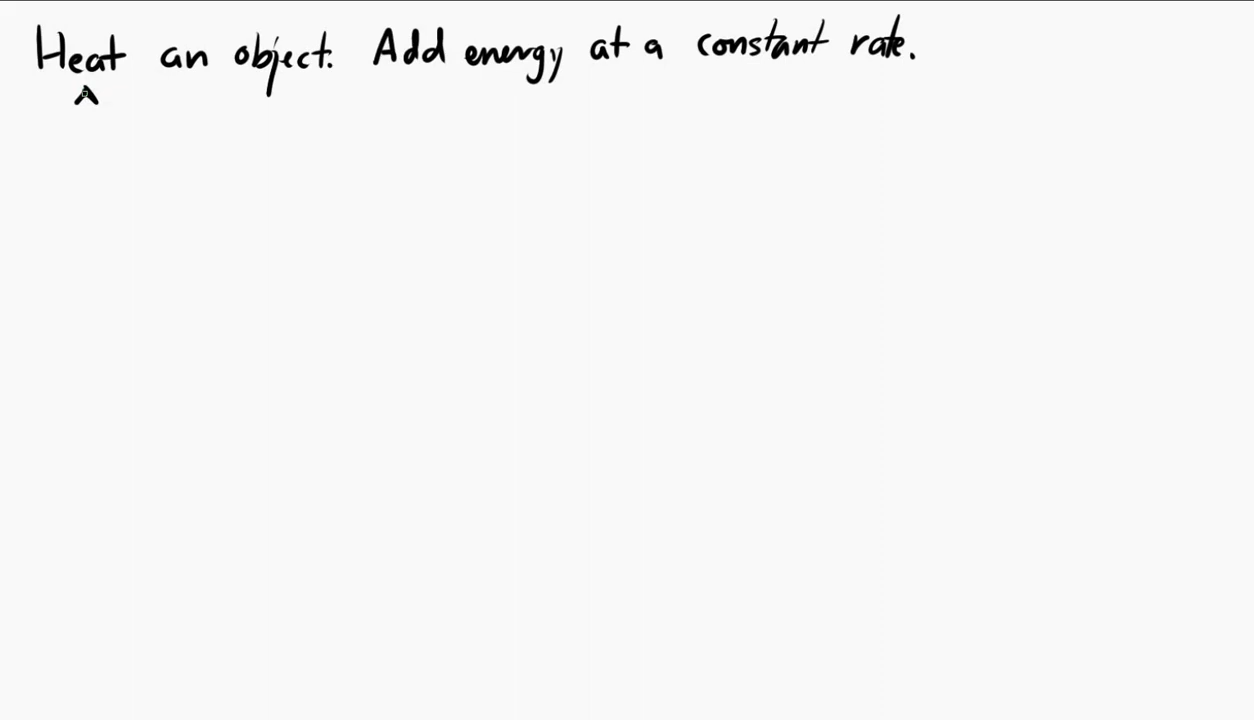 Heat an object. Add energy at a constant rate.